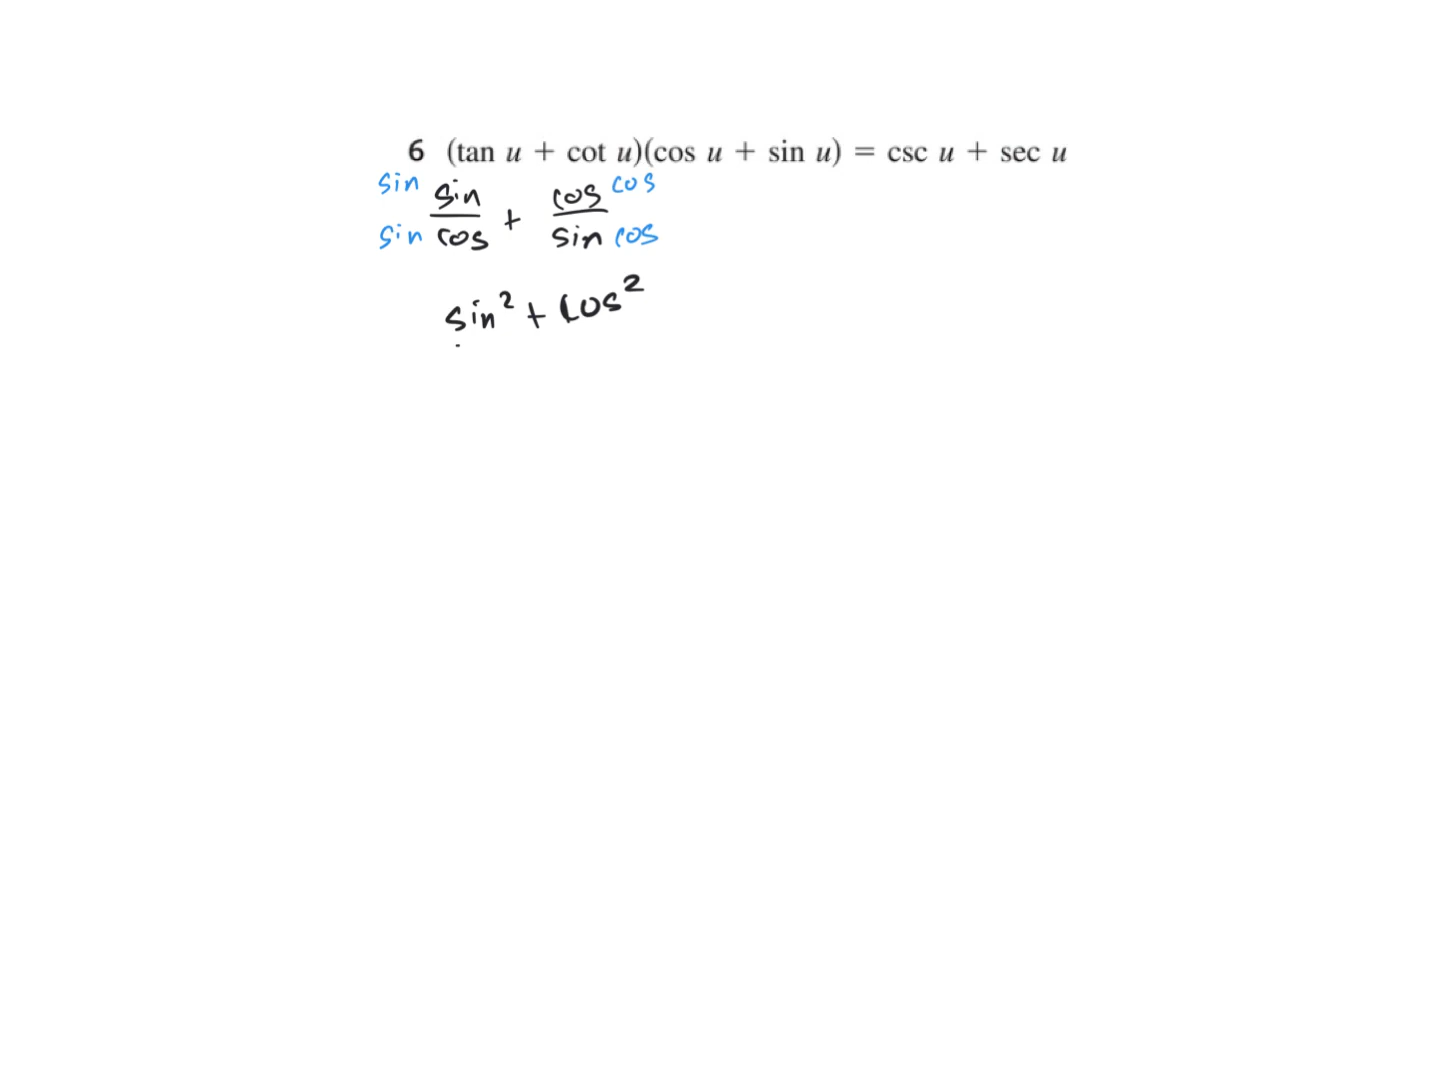 6 (tan u + cot u)(cos u + sin u) = csc u + sec u
sin sin cos cos
+
sin cos sin cos
sin² + cos²